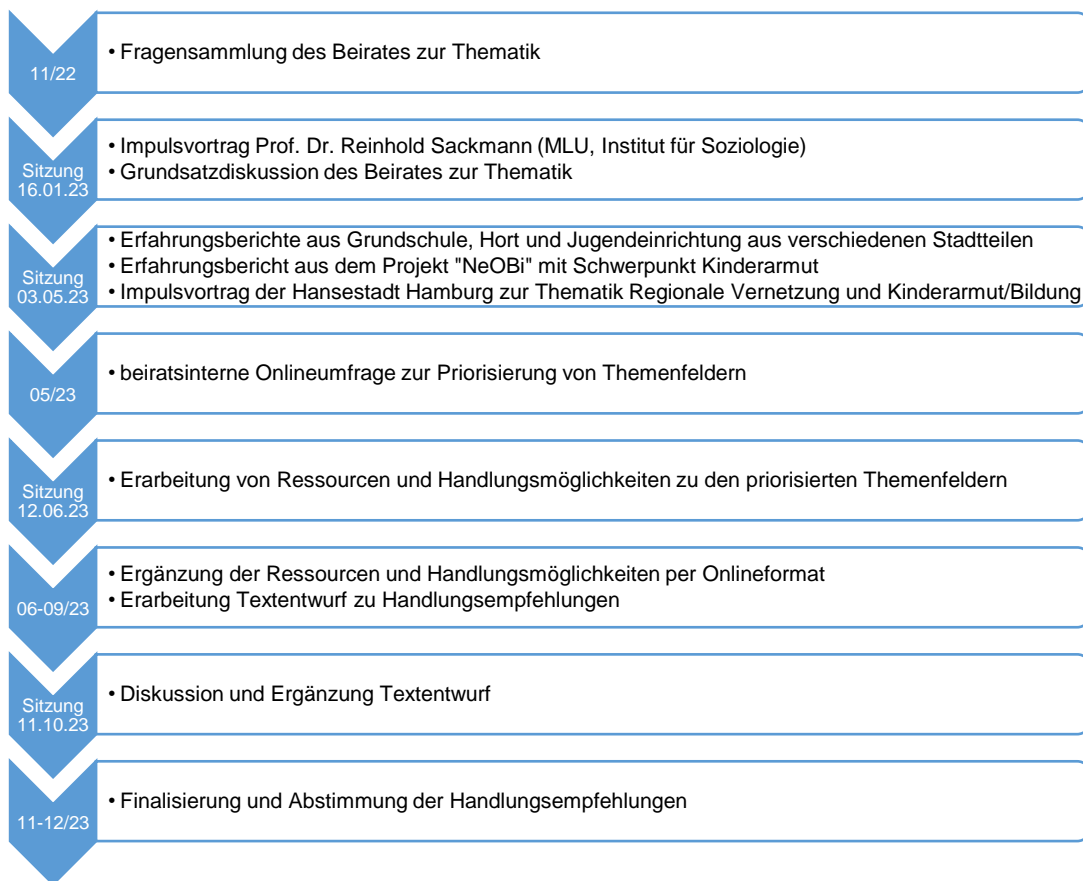 11/22
• Fragensammlung des Beirates zur Thematik
Sitzung
16.01.23
• Impulsvortrag Prof. Dr. Reinhold Sackmann (MLU, Institut für Soziologie)
• Grundsatzdiskussion des Beirates zur Thematik
Sitzung
03.05.23
• Erfahrungsberichte aus Grundschule, Hort und Jugendeinrichtung aus verschiedenen Stadtteilen
• Erfahrungsbericht aus dem Projekt "NeOBi" mit Schwerpunkt Kinderarmut
• Impulsvortrag der Hansestadt Hamburg zur Thematik Regionale Vernetzung und Kinderarmut/Bildung
05/23
• beiratsinterne Onlineumfrage zur Priorisierung von Themenfeldern
Sitzung
12.06.23
• Erarbeitung von Ressourcen und Handlungsmöglichkeiten zu den priorisierten Themenfeldern
06-09/23
• Ergänzung der Ressourcen und Handlungsmöglichkeiten per Onlineformat
• Erarbeitung Textentwurf zu Handlungsempfehlungen
Sitzung
11.10.23
• Diskussion und Ergänzung Textentwurf
11-12/23
• Finalisierung und Abstimmung der Handlungsempfehlungen